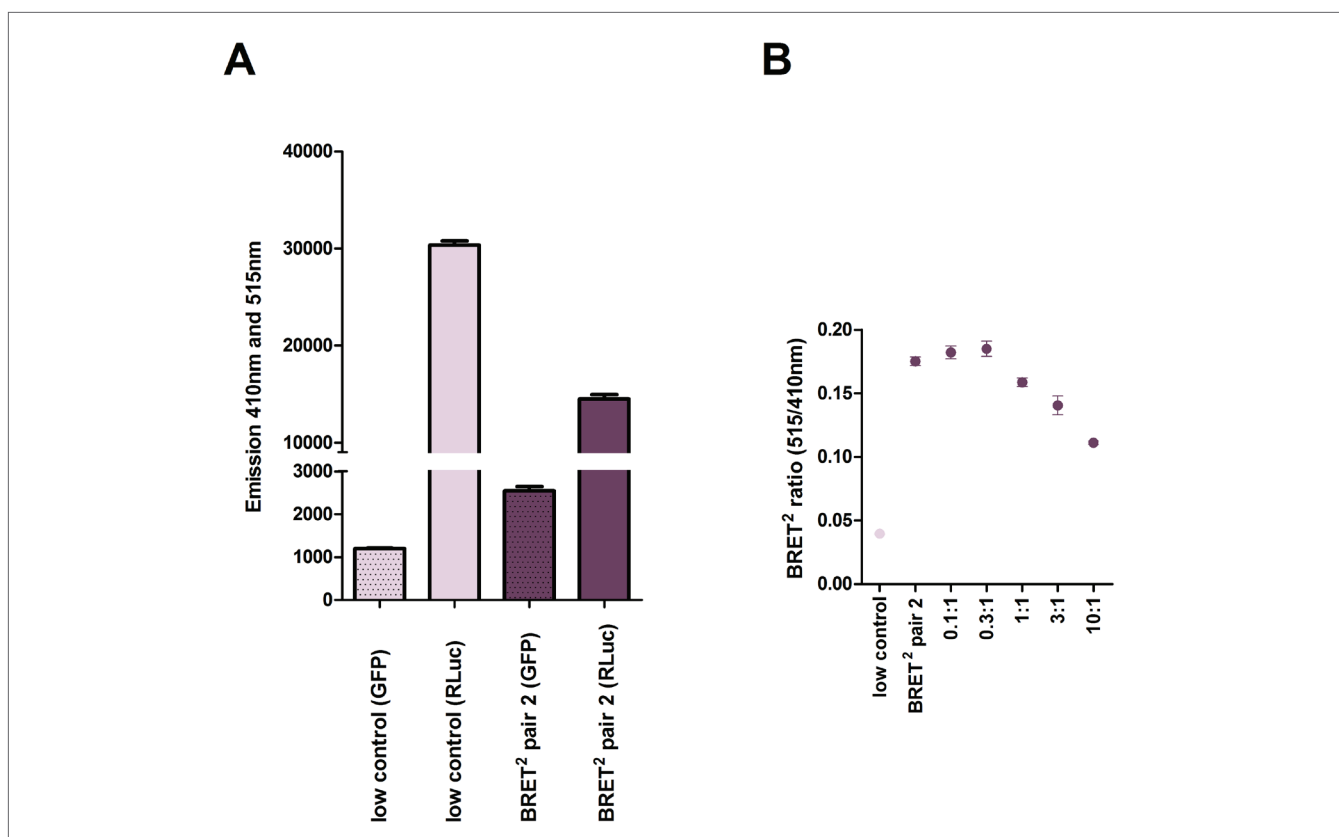 A
B
Emission 410nm and 515nm
40000
30000
20000
10000
3000
2000
1000
0
low control (GFP)
low control (RLuc)
BRET² pair 2 (GFP)
BRET² pair 2 (RLuc)
BRET² ratio (515/410nm)
0.20
0.15
0.10
0.05
0.00
low control
BRET² pair 2
0.1:1
0.3:1
1:1
3:1
10:1